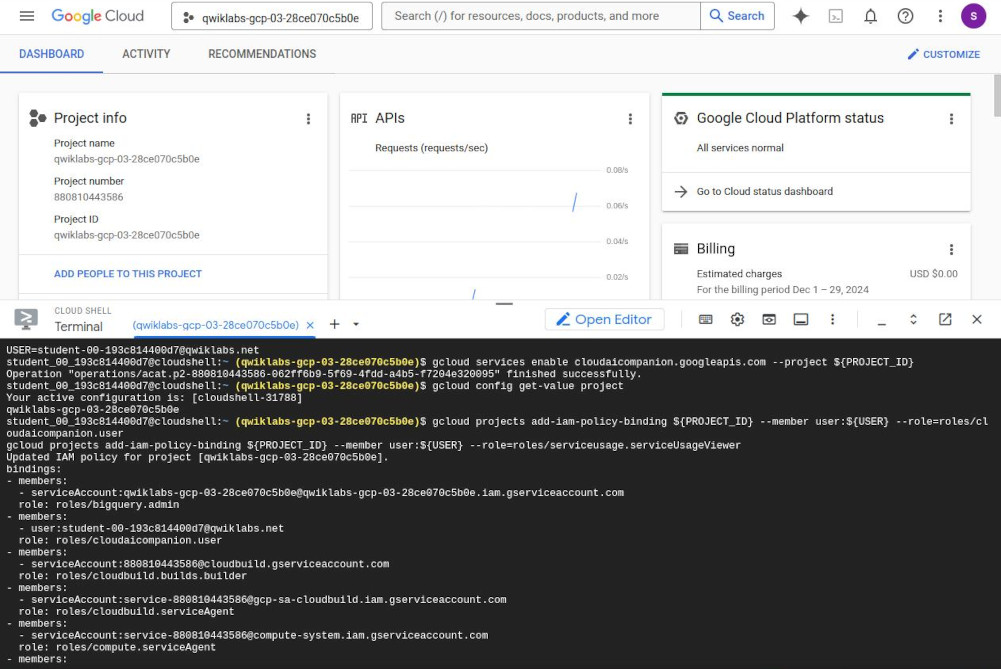 Google Cloud
qwiklabs-gcp-03-28ce070c5b0e
Search (/) for resources, docs, products, and more
Search
S
DASHBOARD
ACTIVITY
RECOMMENDATIONS
CUSTOMIZE
Project info
Project name
qwiklabs-gcp-03-28ce070c5b0e
Project number
880810443586
Project ID
qwiklabs-gcp-03-28ce070c5b0e
ADD PEOPLE TO THIS PROJECT
API APIs
Requests (requests/sec)
0.08/s
0.06/s
0.04/s
0.02/s
Google Cloud Platform status
All services normal
Go to Cloud status dashboard
Billing
Estimated charges
USD $0.00
For the billing period Dec 1 – 29, 2024
CLOUD SHELL
Terminal
(qwiklabs-gcp-03-28ce070c5b0e)
Open Editor
USER=student-00-193c814400d7@qwiklabs.net
student_00_193c814400d7@cloudshell:~ (qwiklabs-gcp-03-28ce070c5b0e)$ gcloud services enable cloudaicompanion.googleapis.com --project ${PROJECT_ID}
Operation "operations/acat.p2-880810443586-062ff6b9-5f69-4fdd-a4b5-f7204e320095" finished successfully.
student_00_193c814400d7@cloudshell:~ (qwiklabs-gcp-03-28ce070c5b0e)$ gcloud config get-value project
Your active configuration is: [cloudshell-31788]
qwiklabs-gcp-03-28ce070c5b0e
student_00_193c814400d7@cloudshell:~ (qwiklabs-gcp-03-28ce070c5b0e)$ gcloud projects add-iam-policy-binding ${PROJECT_ID} --member user:${USER} --role=roles/cl
oudaicompanion.user
gcloud projects add-iam-policy-binding ${PROJECT_ID} --member user:${USER} --role=roles/serviceusage.serviceUsageViewer
Updated IAM policy for project [qwiklabs-gcp-03-28ce070c5b0e].
bindings:
- members:
  - serviceAccount:qwiklabs-gcp-03-28ce070c5b0e@qwiklabs-gcp-03-28ce070c5b0e.iam.gserviceaccount.com
  role: roles/bigquery.admin
- members:
  - user:student-00-193c814400d7@qwiklabs.net
  role: roles/cloudaicompanion.user
- members:
  - serviceAccount:880810443586@cloudbuild.gserviceaccount.com
  role: roles/cloudbuild.builds.builder
- members:
  - serviceAccount:service-880810443586@gcp-sa-cloudbuild.iam.gserviceaccount.com
  role: roles/cloudbuild.serviceAgent
- members:
  - serviceAccount:service-880810443586@compute-system.iam.gserviceaccount.com
  role: roles/compute.serviceAgent
- members: